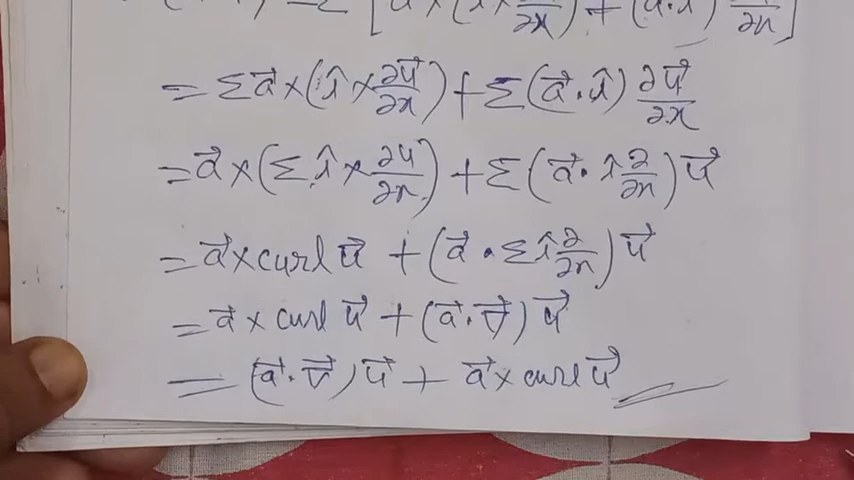 = Σ [a⃗ × (î × ∂/∂x) + (a⃗ · î) ∂/∂x]
= Σ a⃗ × (î × ∂u⃗/∂x) + Σ (a⃗ · î) ∂u⃗/∂x
= a⃗ × (Σ î × ∂u/∂x) + Σ (a⃗ · î ∂/∂x) u⃗
= a⃗ × curl u⃗ + (a⃗ · Σ î ∂/∂x) u⃗
= a⃗ × curl u⃗ + (a⃗ · ∇⃗) u⃗
= (a⃗ · ∇⃗) u⃗ + a⃗ × curl u⃗